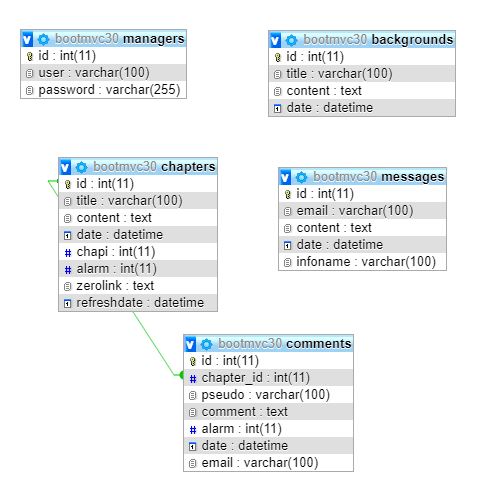 bootmvc30 managers
id : int(11)
user : varchar(100)
password : varchar(255)
bootmvc30 backgrounds
id : int(11)
title : varchar(100)
content : text
date : datetime
bootmvc30 chapters
id : int(11)
title : varchar(100)
content : text
date : datetime
chapi : int(11)
alarm : int(11)
zerolink : text
refreshdate : datetime
bootmvc30 messages
id : int(11)
email : varchar(100)
content : text
date : datetime
infoname : varchar(100)
bootmvc30 comments
id : int(11)
chapter_id : int(11)
pseudo : varchar(100)
comment : text
alarm : int(11)
date : datetime
email : varchar(100)